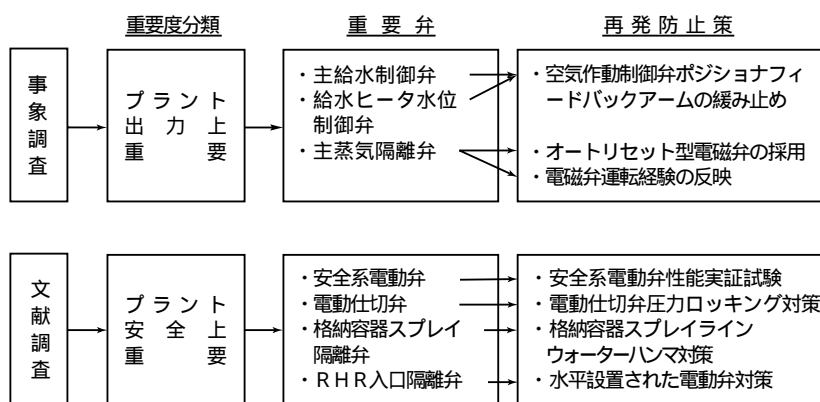 重要度分類 重要弁 再発防止策
事象調査
プラント
出力上
重要
・主給水制御弁
・給水ヒータ水位
制御弁
・主蒸気隔離弁
・空気作動制御弁ポジショナフィ
ードバックアームの緩み止め
・オートリセット型電磁弁の採用
・電磁弁運転経験の反映
文献調査
プラント
安全上
重要
・安全系電動弁
・電動仕切弁
・格納容器スプレイ
隔離弁
・ＲＨＲ入口隔離弁
・安全系電動弁性能実証試験
・電動仕切弁圧力ロッキング対策
・格納容器スプレイライン
ウォーターハンマ対策
・水平設置された電動弁対策